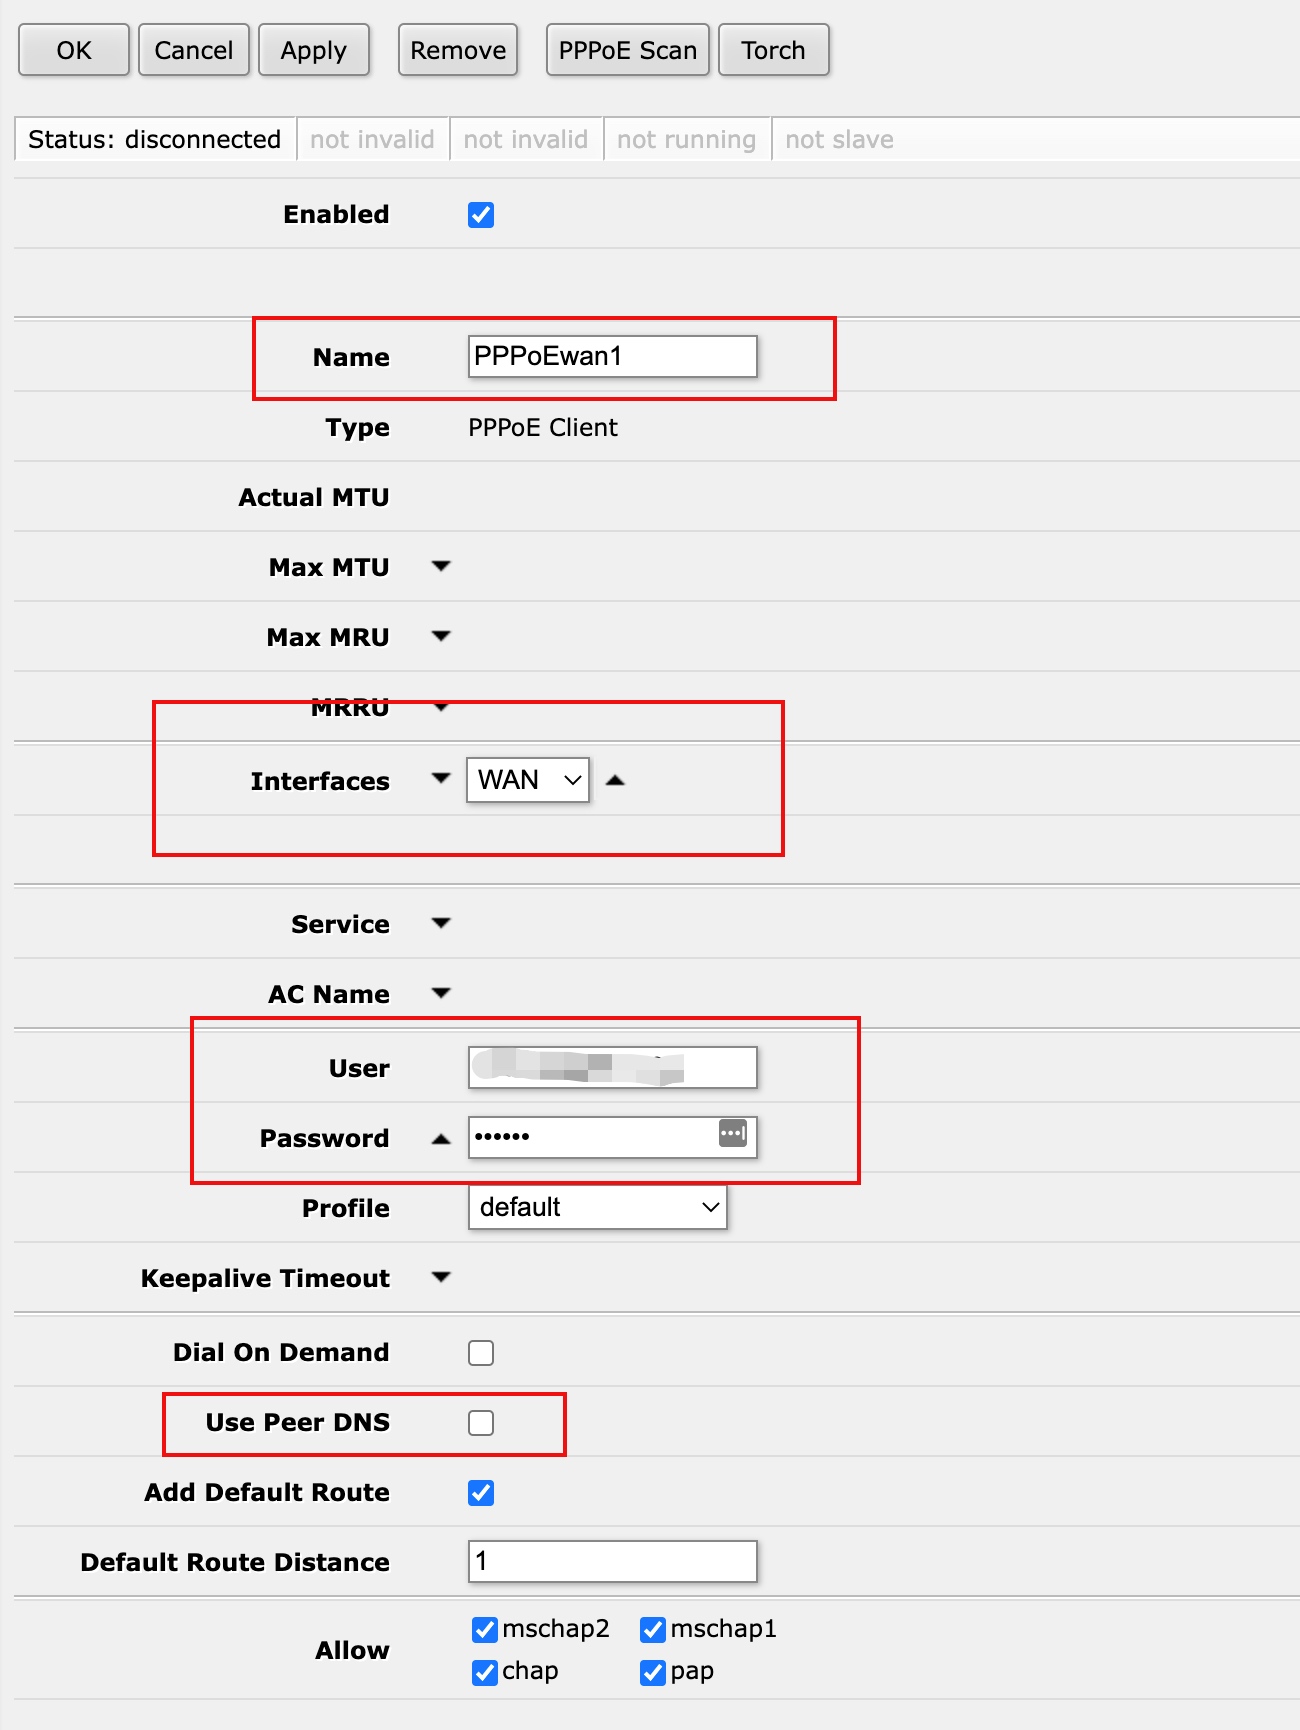 OK Cancel Apply Remove PPPoE Scan Torch
Status: disconnected not invalid not invalid not running not slave
Enabled
Name PPPoEwan1
Type PPPoE Client
Actual MTU
Max MTU
Max MRU
MRRU
Interfaces WAN
Service
AC Name
User
Password ••••••
Profile default
Keepalive Timeout
Dial On Demand
Use Peer DNS
Add Default Route
Default Route Distance 1
Allow mschap2 mschap1
chap pap